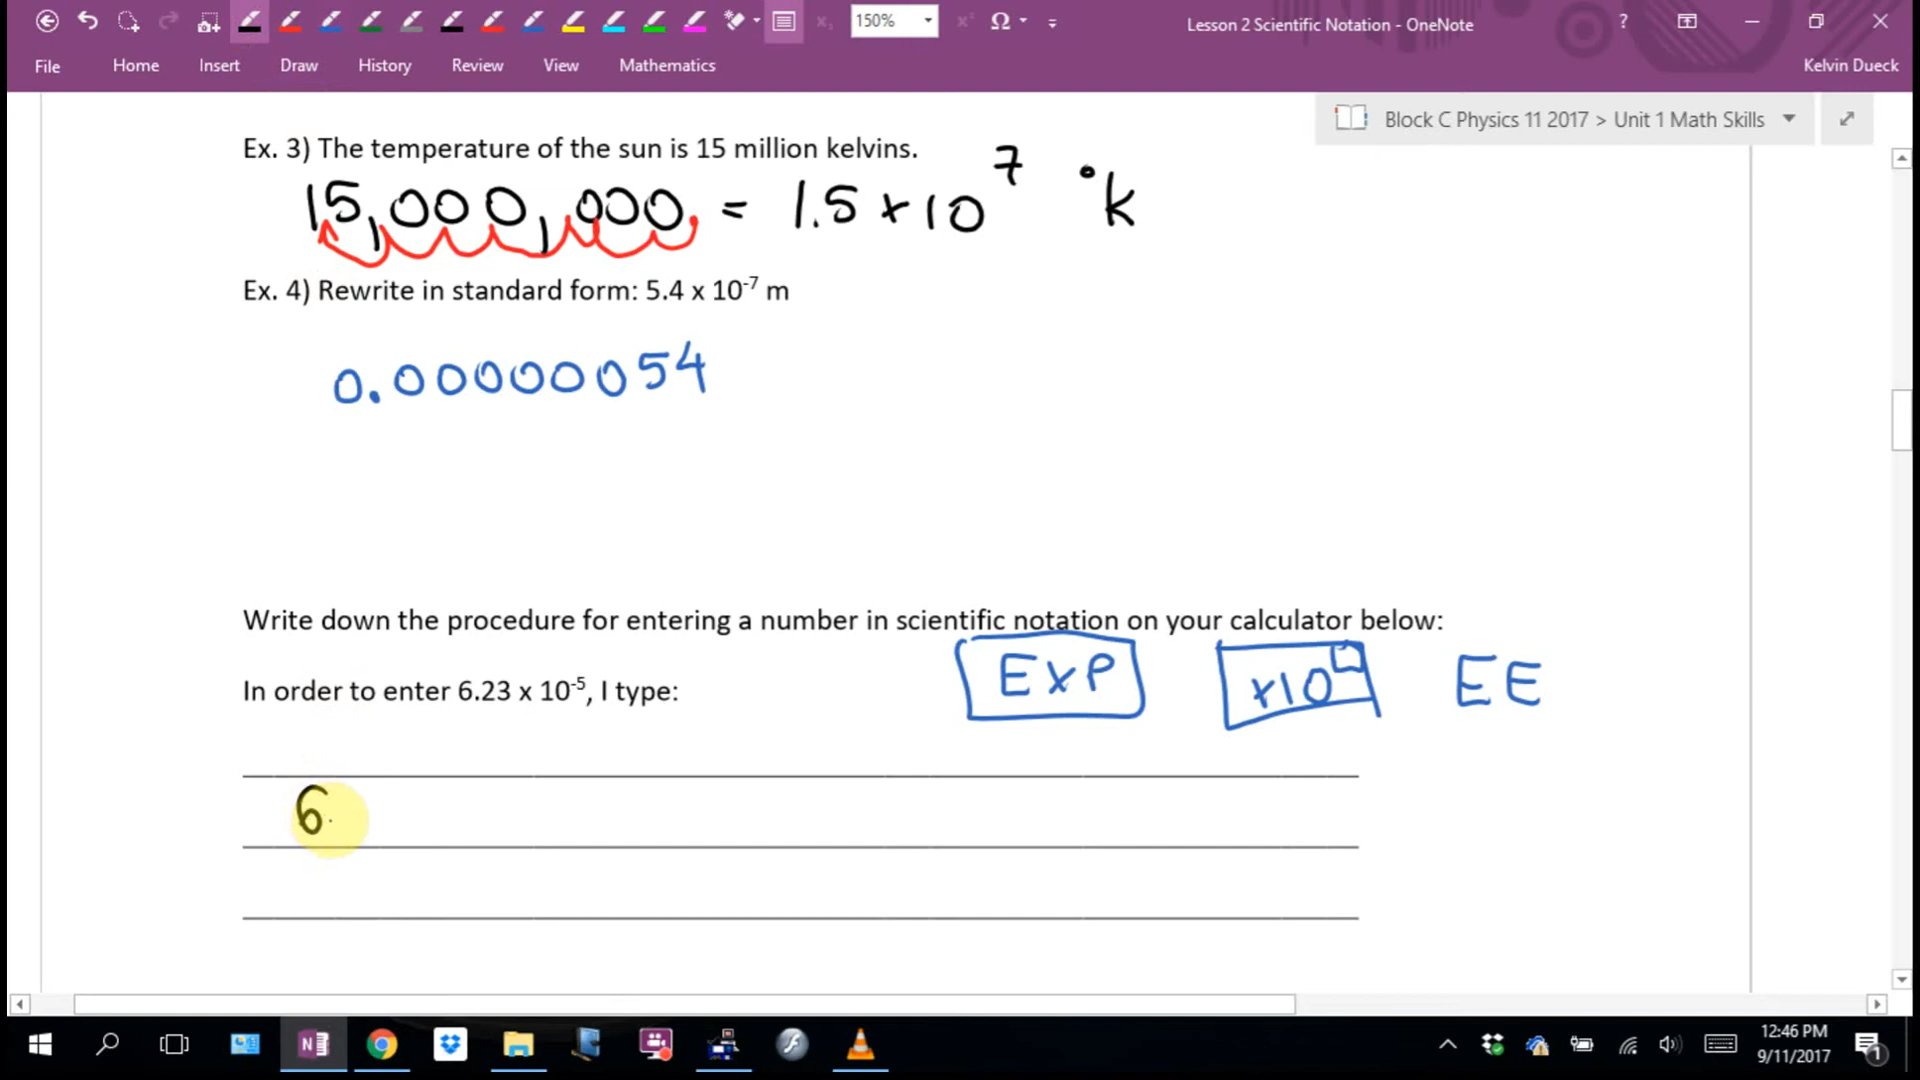 150%
Ω
Lesson 2 Scientific Notation - OneNote
?
File Home Insert Draw History Review View Mathematics
Kelvin Dueck
Block C Physics 11 2017 > Unit 1 Math Skills
Ex. 3) The temperature of the sun is 15 million kelvins.
15,000,000 = 1.5 x 10⁷ °k
Ex. 4) Rewrite in standard form: 5.4 x 10⁻⁷ m
0.00000054
Write down the procedure for entering a number in scientific notation on your calculator below:
EXP x10 EE
In order to enter 6.23 x 10⁻⁵, I type:
6.
12:46 PM
9/11/2017
1